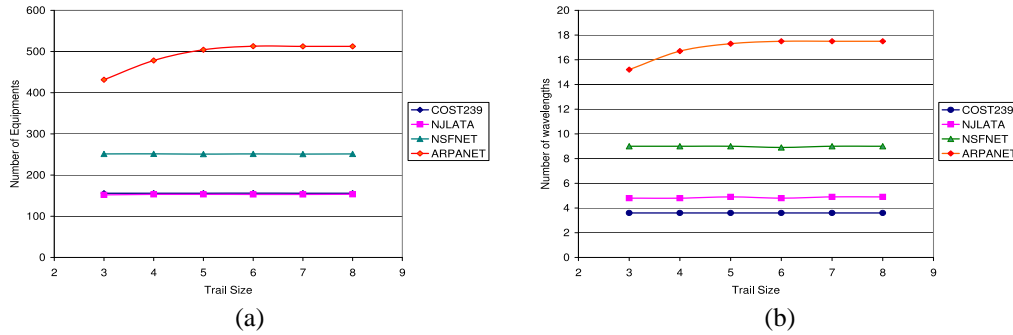 600
500
400
300
200
100
0
2 3 4 5 6 7 8 9
Number of Equipments
Trail Size
COST239
NJLATA
NSFNET
ARPANET
(a)
20
18
16
14
12
10
8
6
4
2
0
2 3 4 5 6 7 8 9
Number of wavelengths
Trail Size
COST239
NJLATA
NSFNET
ARPANET
(b)